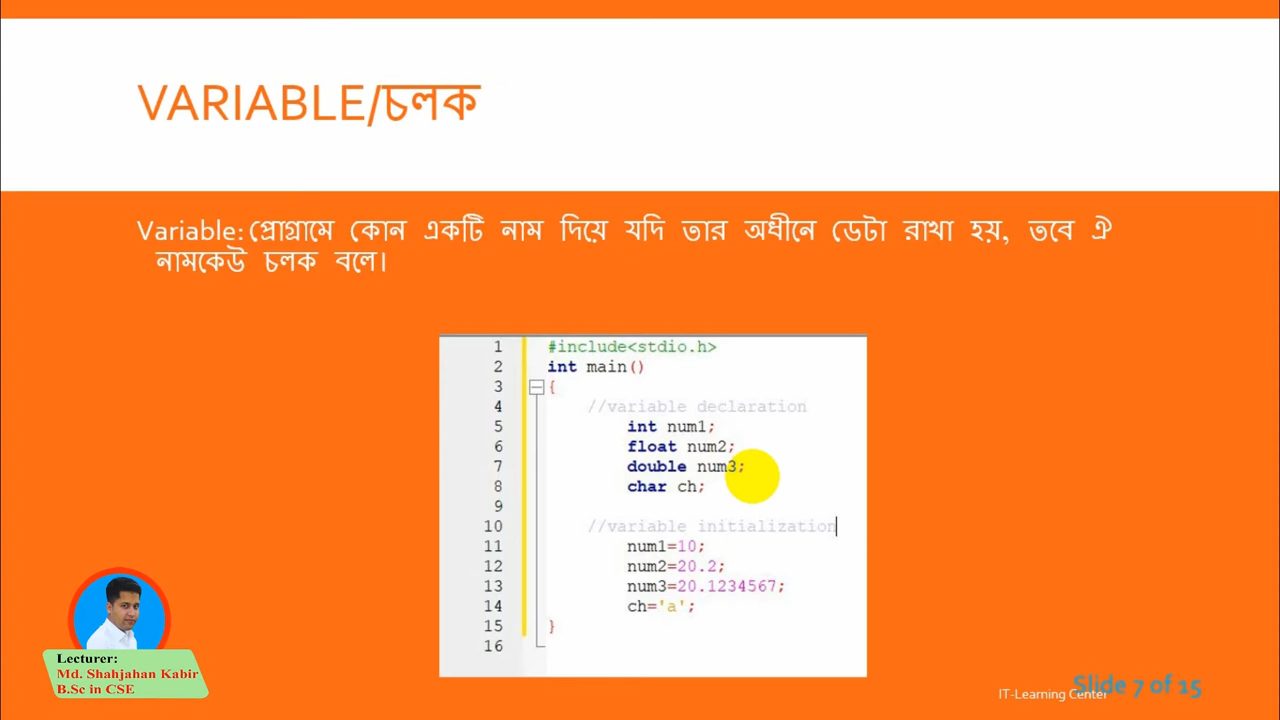 VARIABLE/চলক
Variable: প্রোগ্রামে কোন একটি নাম দিয়ে যদি তার অধীনে ডেটা রাখা হয়, তবে ঐ
নামকেউ চলক বলে।
1 #include<stdio.h>
2 int main()
3 {
4 //variable declaration
5 int num1;
6 float num2;
7 double num3;
8 char ch;
9
10 //variable initialization
11 num1=10;
12 num2=20.2;
13 num3=20.1234567;
14 ch='a';
15 }
16
Lecturer:
Md. Shahjahan Kabir
B.Sc in CSE
Slide 7 of 15
IT-Learning Center